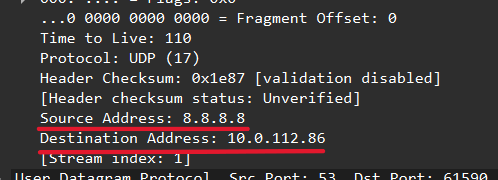 000. .... = Flags: 0x0
...0 0000 0000 0000 = Fragment Offset: 0
Time to Live: 110
Protocol: UDP (17)
Header Checksum: 0x1e87 [validation disabled]
[Header checksum status: Unverified]
Source Address: 8.8.8.8
Destination Address: 10.0.112.86
[Stream index: 1]
User Datagram Protocol, Src Port: 53, Dst Port: 61590